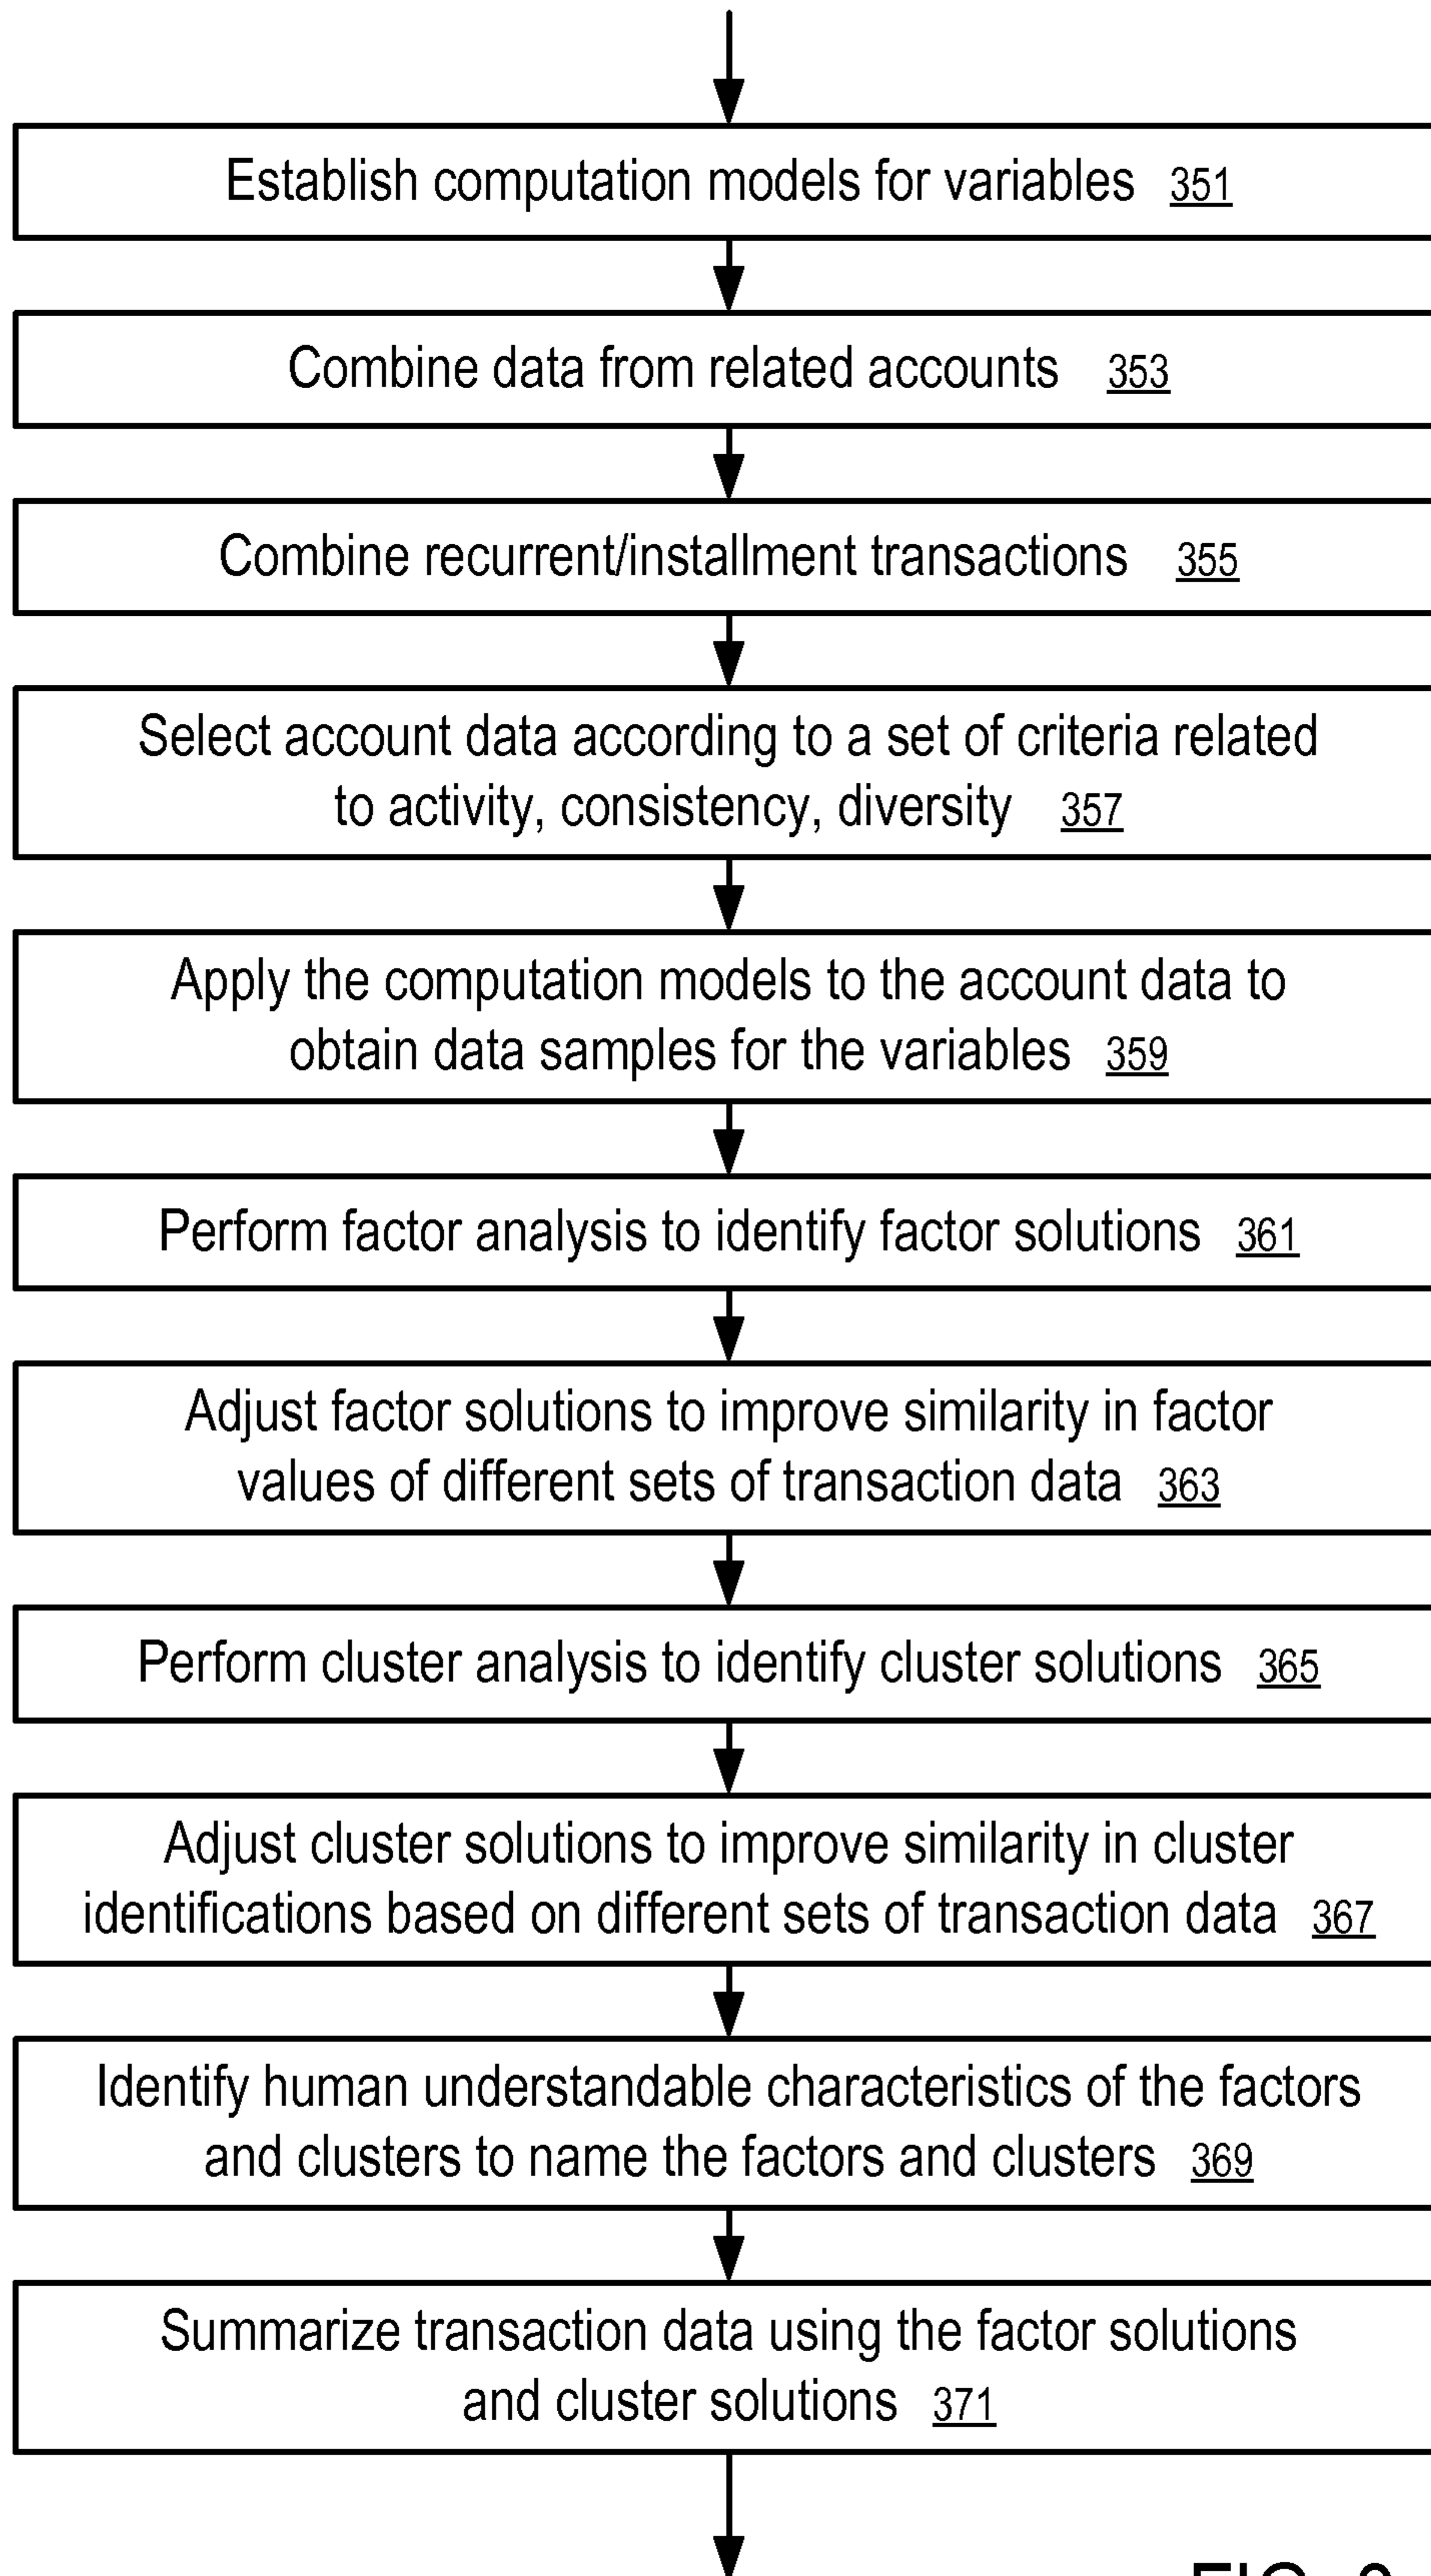 Establish computation models for variables 351
Combine data from related accounts 353
Combine recurrent/installment transactions 355
Select account data according to a set of criteria related
to activity, consistency, diversity 357
Apply the computation models to the account data to
obtain data samples for the variables 359
Perform factor analysis to identify factor solutions 361
Adjust factor solutions to improve similarity in factor
values of different sets of transaction data 363
Perform cluster analysis to identify cluster solutions 365
Adjust cluster solutions to improve similarity in cluster
identifications based on different sets of transaction data 367
Identify human understandable characteristics of the factors
and clusters to name the factors and clusters 369
Summarize transaction data using the factor solutions
and cluster solutions 371
FIG.